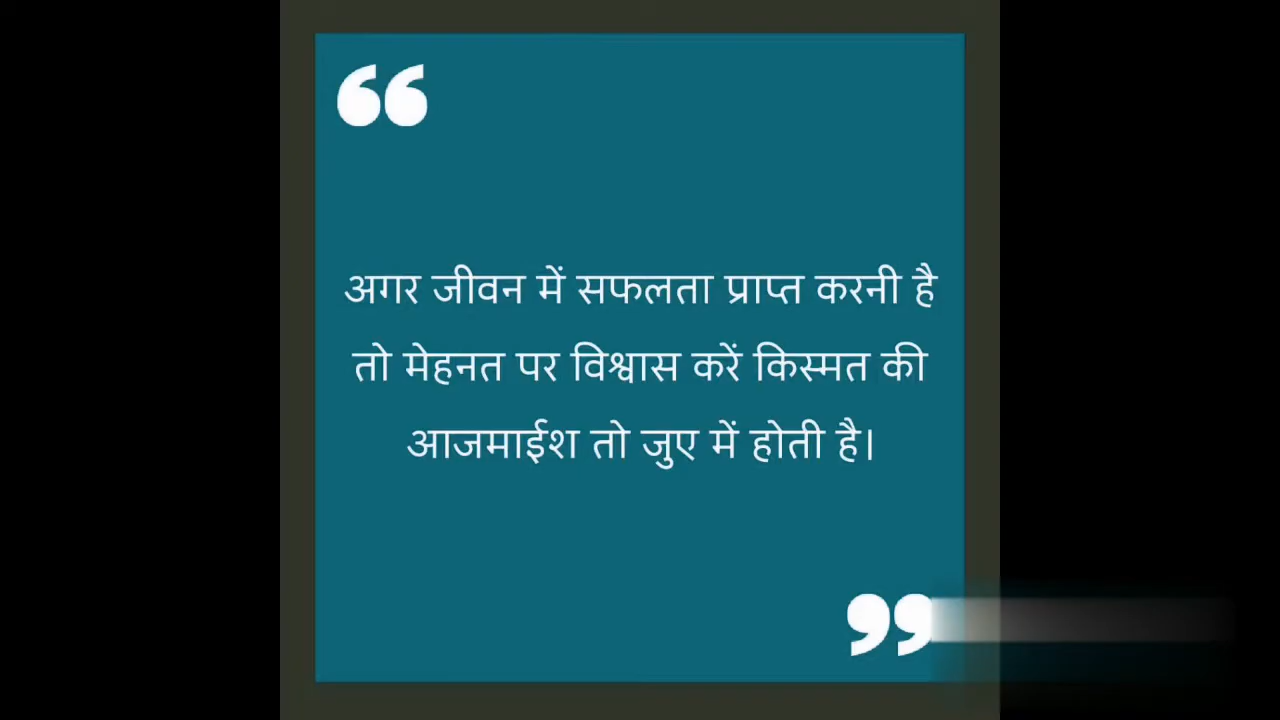 “
अगर जीवन में सफलता प्राप्त करनी है
तो मेहनत पर विश्वास करें किस्मत की
आजमाईश तो जुए में होती है।
”